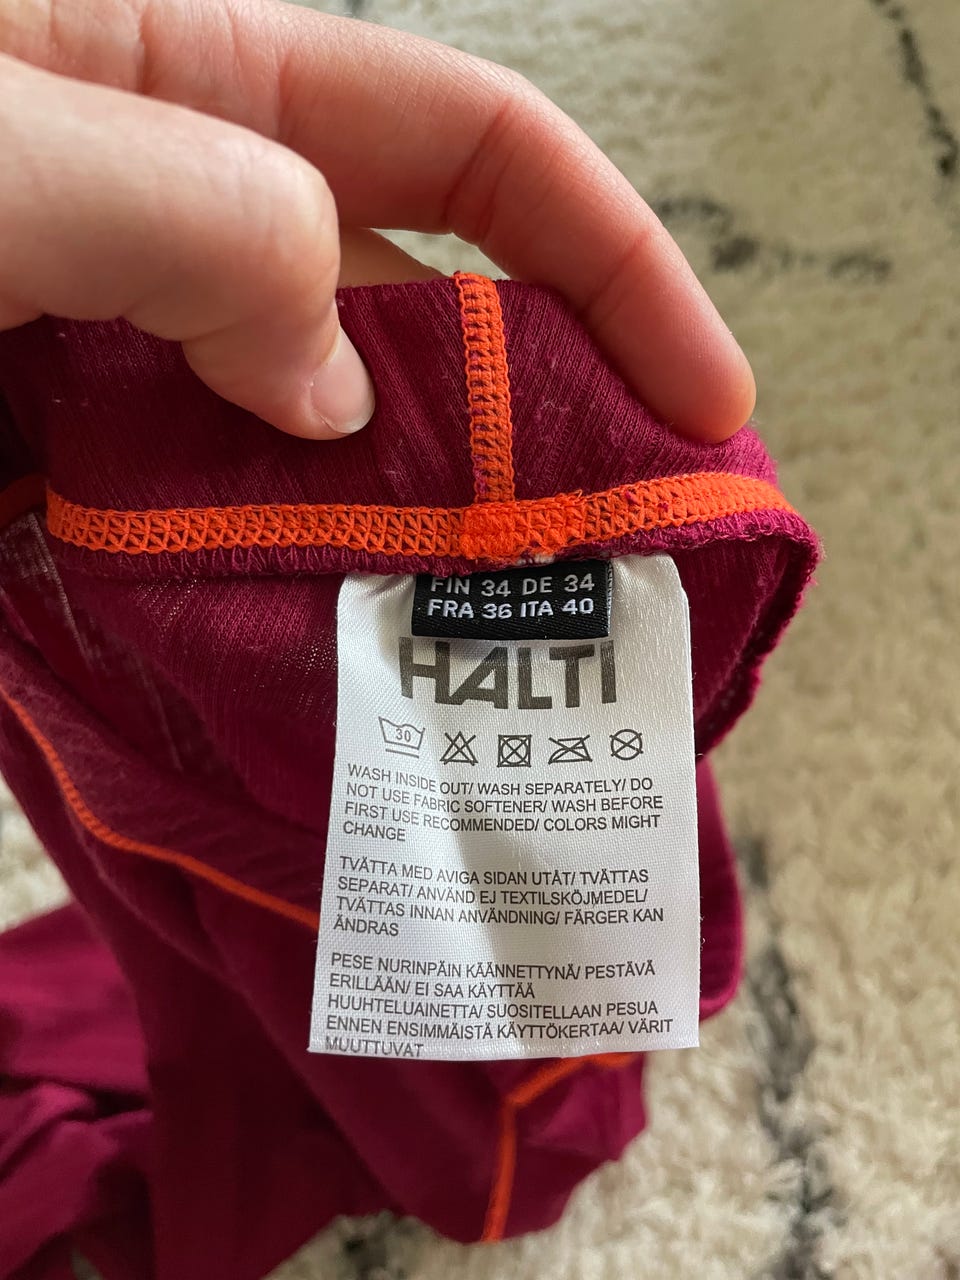 FIN 34 DE 34
FRA 36 ITA 40
HALTI
30
WASH INSIDE OUT/ WASH SEPARATELY/ DO
NOT USE FABRIC SOFTENER/ WASH BEFORE
FIRST USE RECOMMENDED/ COLORS MIGHT
CHANGE
TVÄTTA MED AVIGA SIDAN UTÅT/ TVÄTTAS
SEPARAT/ ANVÄND EJ TEXTILSKÖJMEDEL/
TVÄTTAS INNAN ANVÄNDNING/ FÄRGER KAN
ÄNDRAS
PESE NURINPÄIN KÄÄNNETTYNÄ/ PESTÄVÄ
ERILLÄÄN/ EI SAA KÄYTTÄÄ
HUUHTELUAINETTA/ SUOSITELLAAN PESUA
ENNEN ENSIMMÄISTÄ KÄYTTÖKERTAA/ VÄRIT
MUUTTUVAT